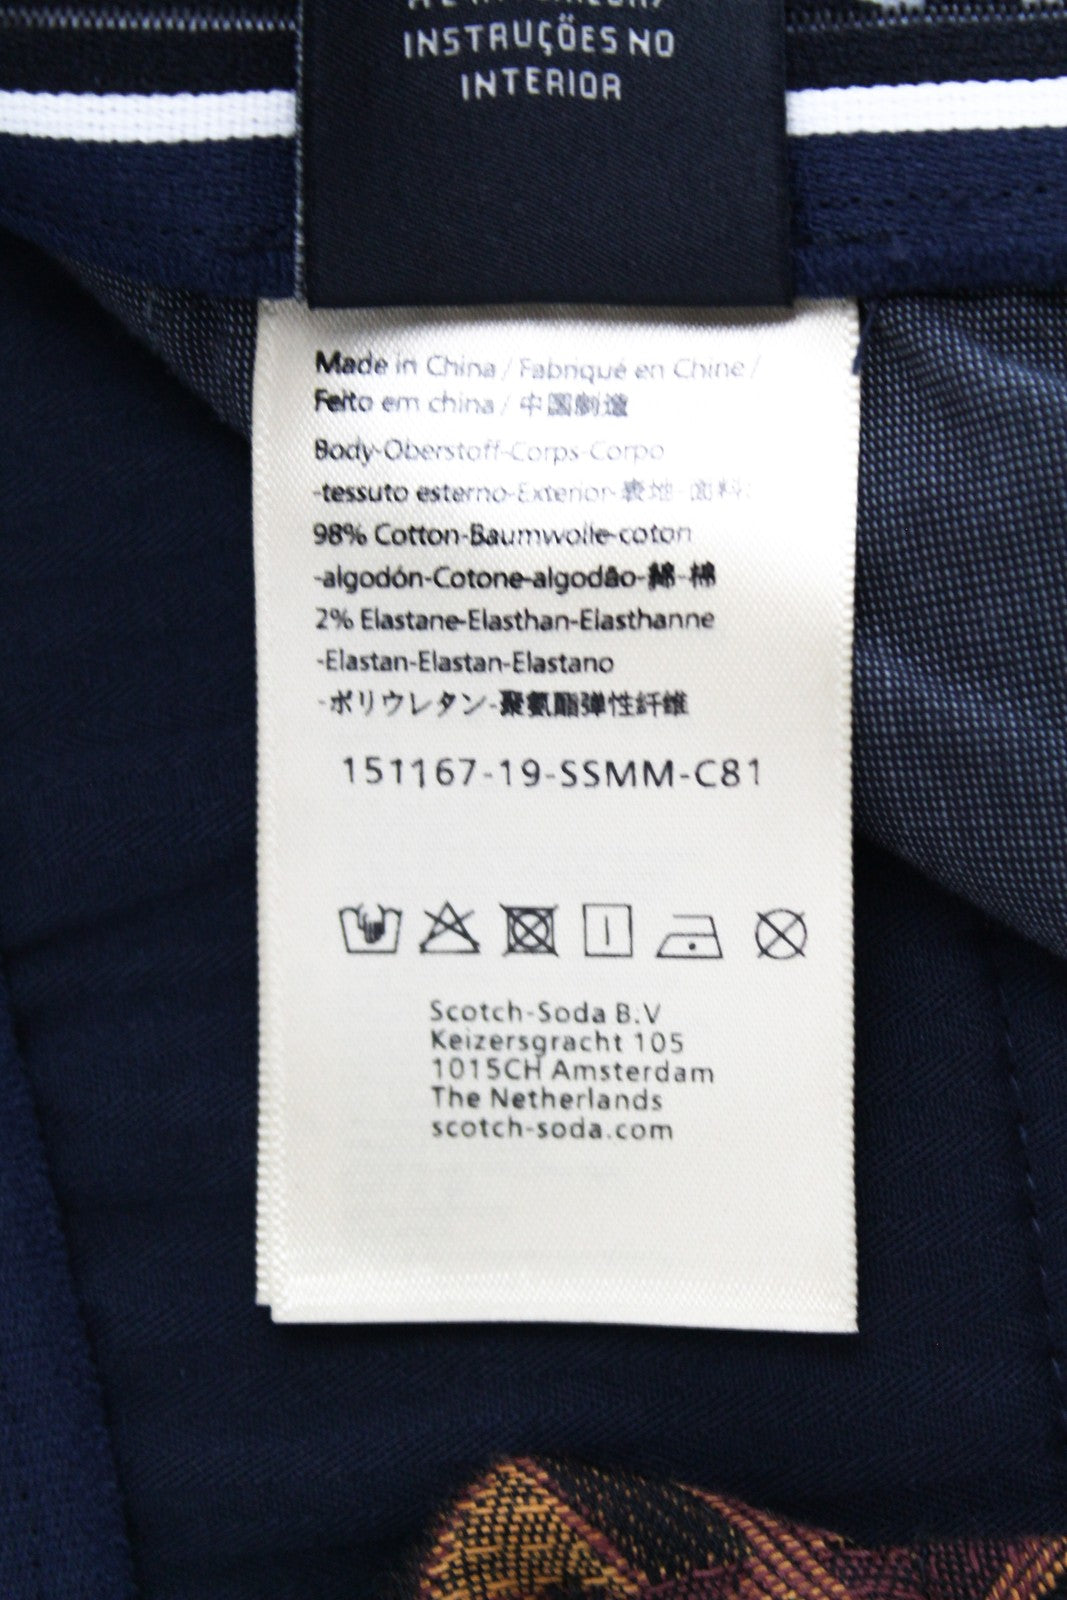 INSTRUÇÕES NO
INTERIOR
Made in China / Fabriqué en Chine /
Feito em china / 中国制造
Body-Oberstoff-Corps-Corpo
-tessuto esterno-Exterior-表地-面料:
98% Cotton-Baumwolle-coton
-algodón-Cotone-algodão-綿-棉
2% Elastane-Elasthan-Elasthanne
-Elastan-Elastan-Elastano
-ポリウレタン-聚氨酯弹性纤维
151167-19-SSMM-C81
Scotch-Soda B.V
Keizersgracht 105
1015CH Amsterdam
The Netherlands
scotch-soda.com